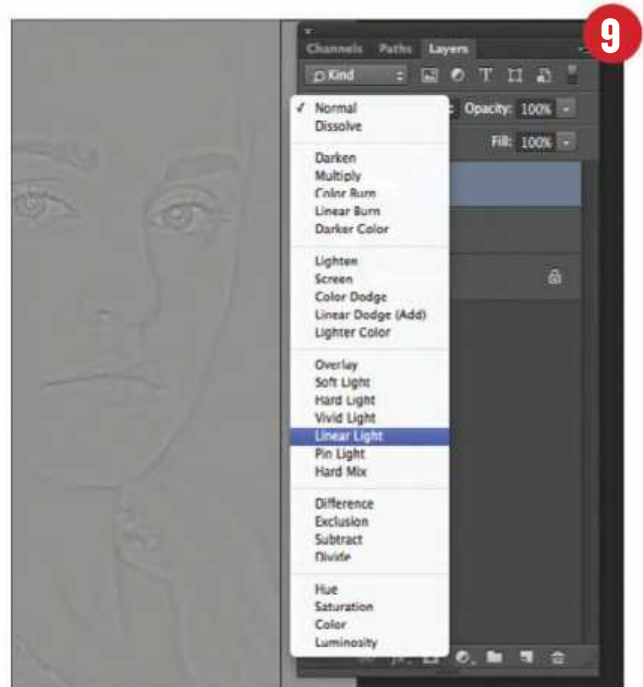 9
Channels Paths Layers
Kind
Normal
Opacity: 100%
Dissolve
Fill: 100%
Darken
Multiply
Color Burn
Linear Burn
Darker Color
Lighten
Screen
Color Dodge
Linear Dodge (Add)
Lighter Color
Overlay
Soft Light
Hard Light
Vivid Light
Linear Light
Pin Light
Hard Mix
Difference
Exclusion
Subtract
Divide
Hue
Saturation
Color
Luminosity